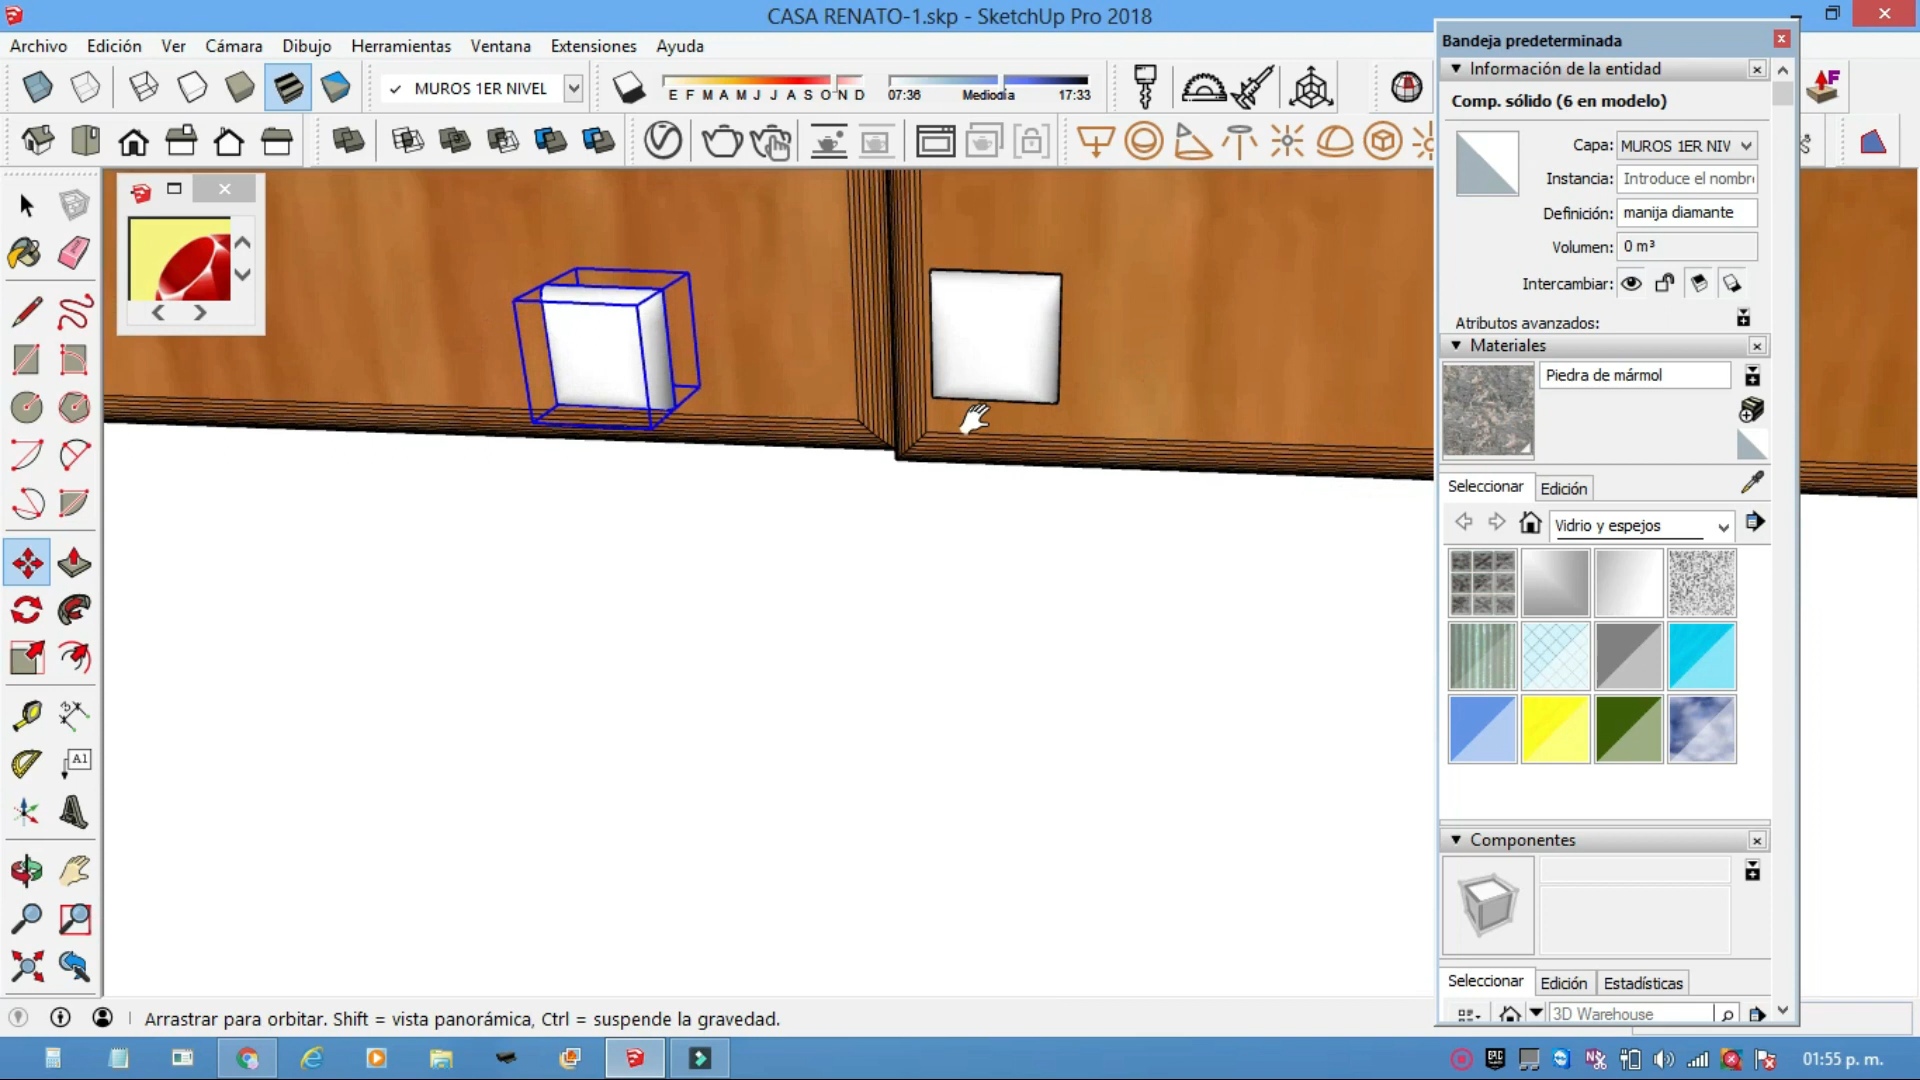 CASA RENATO-1.skp - SketchUp Pro 2018
Archivo Edición Ver Cámara Dibujo Herramientas Ventana Extensiones Ayuda
MUROS 1ER NIVEL
E F M A M J J A S O N D
07:36 Mediodía 17:33
Bandeja predeterminada
Información de la entidad
Comp. sólido (6 en modelo)
Capa: MUROS 1ER NIV
Instancia: Introduce el nombr
Definición: manija diamante
Volumen: 0 m³
Intercambiar:
Atributos avanzados:
Materiales
Piedra de mármol
Seleccionar Edición
Vidrio y espejos
Componentes
Seleccionar Edición Estadísticas
3D Warehouse
A1
Arrastrar para orbitar. Shift = vista panorámica, Ctrl = suspende la gravedad.
01:55 p. m.